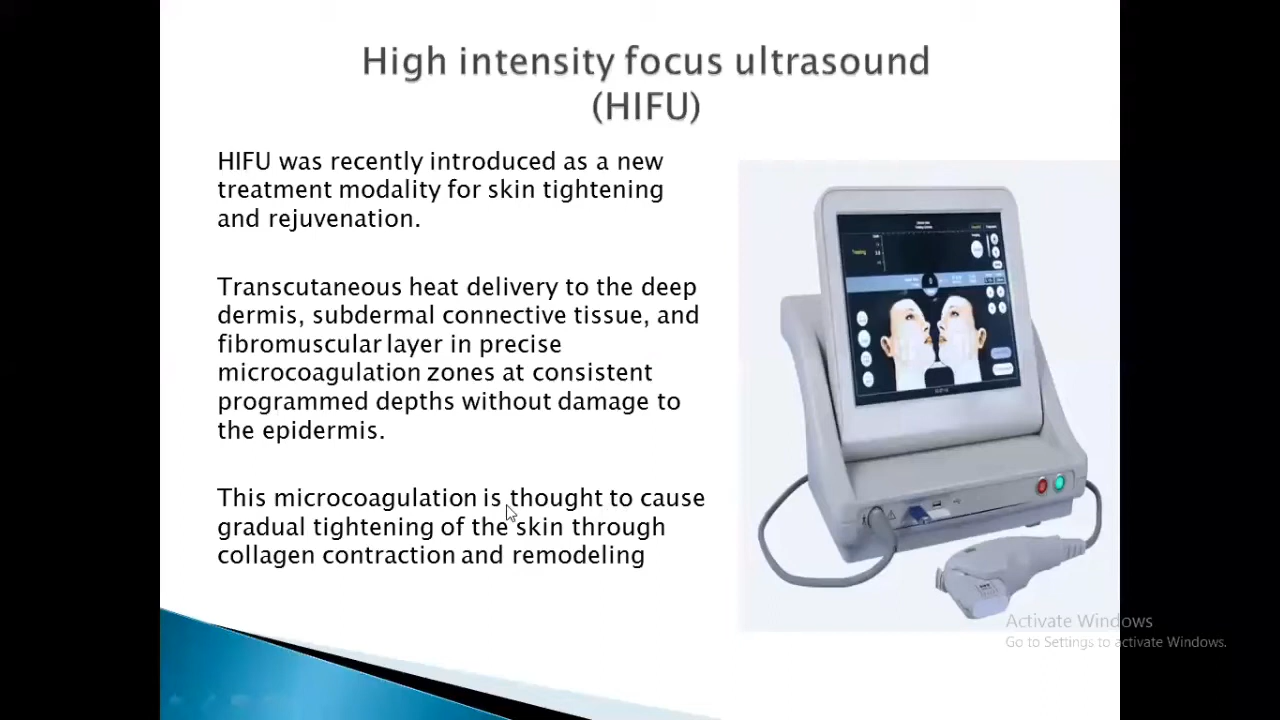 High intensity focus ultrasound
(HIFU)
HIFU was recently introduced as a new
treatment modality for skin tightening
and rejuvenation.
Transcutaneous heat delivery to the deep
dermis, subdermal connective tissue, and
fibromuscular layer in precise
microcoagulation zones at consistent
programmed depths without damage to
the epidermis.
This microcoagulation is thought to cause
gradual tightening of the skin through
collagen contraction and remodeling
Activate Windows
Go to Settings to activate Windows.